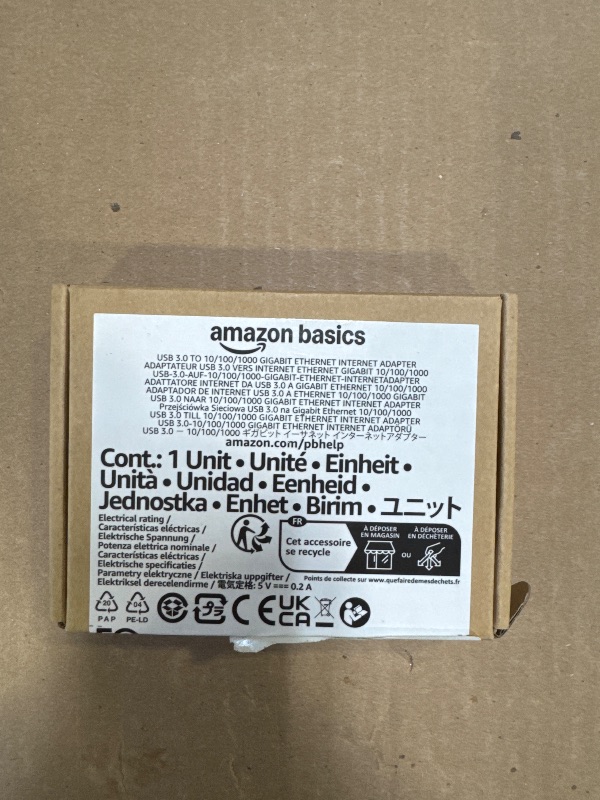 amazon basics
USB 3.0 TO 10/100/1000 GIGABIT ETHERNET INTERNET ADAPTER
ADAPTATEUR USB 3.0 VERS INTERNET ETHERNET GIGABIT 10/100/1000
USB-3.0-AUF-10/100/1000-GIGABIT-ETHERNET-INTERNETADAPTER
ADATTATORE INTERNET DA USB 3.0 A GIGABIT ETHERNET 10/100/1000
ADAPTADOR DE INTERNET USB 3.0 A ETHERNET GIGABIT 10/100/1000
USB 3.0 NAAR 10/100/1000 GIGABIT ETHERNET INTERNET ADAPTER
Przejściówka Sieciowa USB 3.0 na Gigabit Ethernet 10/100/1000
USB 3.0 TILL 10/100/1000 GIGABIT ETHERNET INTERNET ADAPTER
USB 3.0-10/100/1000 GIGABIT ETHERNET INTERNET ADAPTÖRÜ
USB 3.0 － 10/100/1000 ギガビット イーサネット インターネットアダプター
amazon.com/pbhelp
Cont.: 1 Unit • Unité • Einheit •
Unità • Unidad • Eenheid •
Jednostka • Enhet • Birim • ユニット
Electrical rating /
Características eléctricas /
Elektrische Spannung /
Potenza elettrica nominale /
Características eléctricas /
Elektrische specificaties /
Parametry elektryczne / Elektriska uppgifter /
Elektriksel derecelendirme / 電気定格: 5 V ⎓ 0.2 A
FR
Cet accessoire
se recycle
À DÉPOSER
EN MAGASIN
OU
À DÉPOSER
EN DÉCHÈTERIE
Points de collecte sur www.quefairedemesdechets.fr
20
PAP
04
PE-LD
プラ
CE
UK
CA